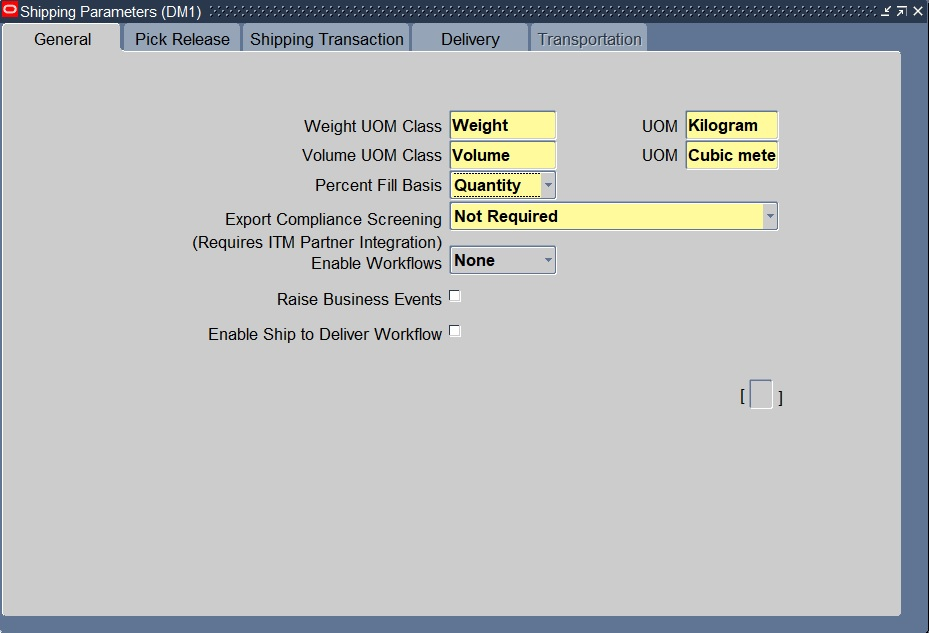 Shipping Parameters (DM1)
General Pick Release Shipping Transaction Delivery Transportation
Weight UOM Class Weight UOM Kilogram
Volume UOM Class Volume UOM Cubic mete
Percent Fill Basis Quantity
Export Compliance Screening Not Required
(Requires ITM Partner Integration)
Enable Workflows None
Raise Business Events
Enable Ship to Deliver Workflow
[ ]